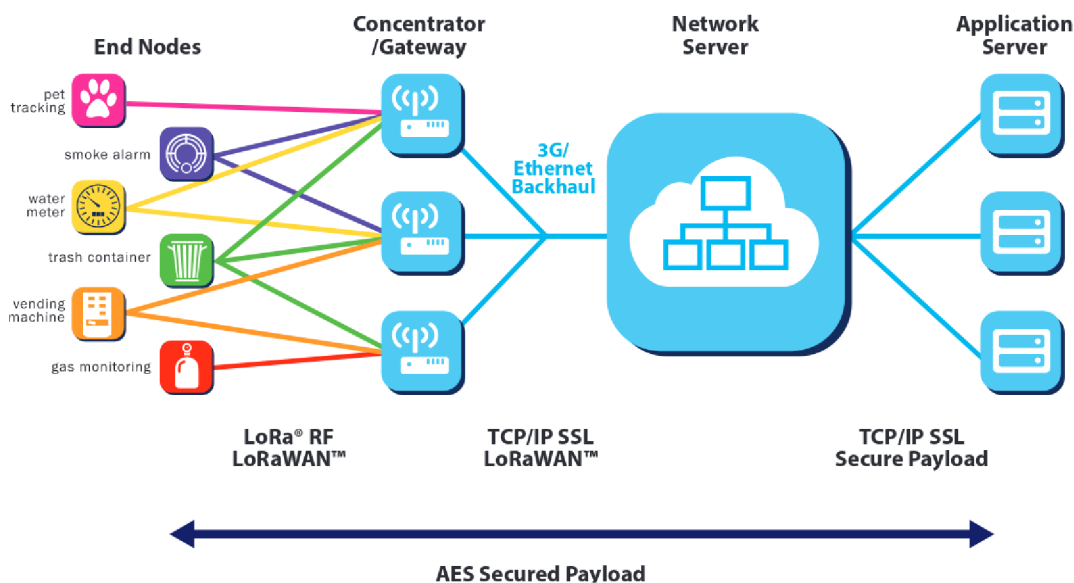 End Nodes
Concentrator
/Gateway
Network
Server
Application
Server
pet
tracking
smoke alarm
water
meter
trash container
vending
machine
gas monitoring
3G/
Ethernet
Backhaul
LoRa® RF
LoRaWAN™
TCP/IP SSL
LoRaWAN™
TCP/IP SSL
Secure Payload
AES Secured Payload